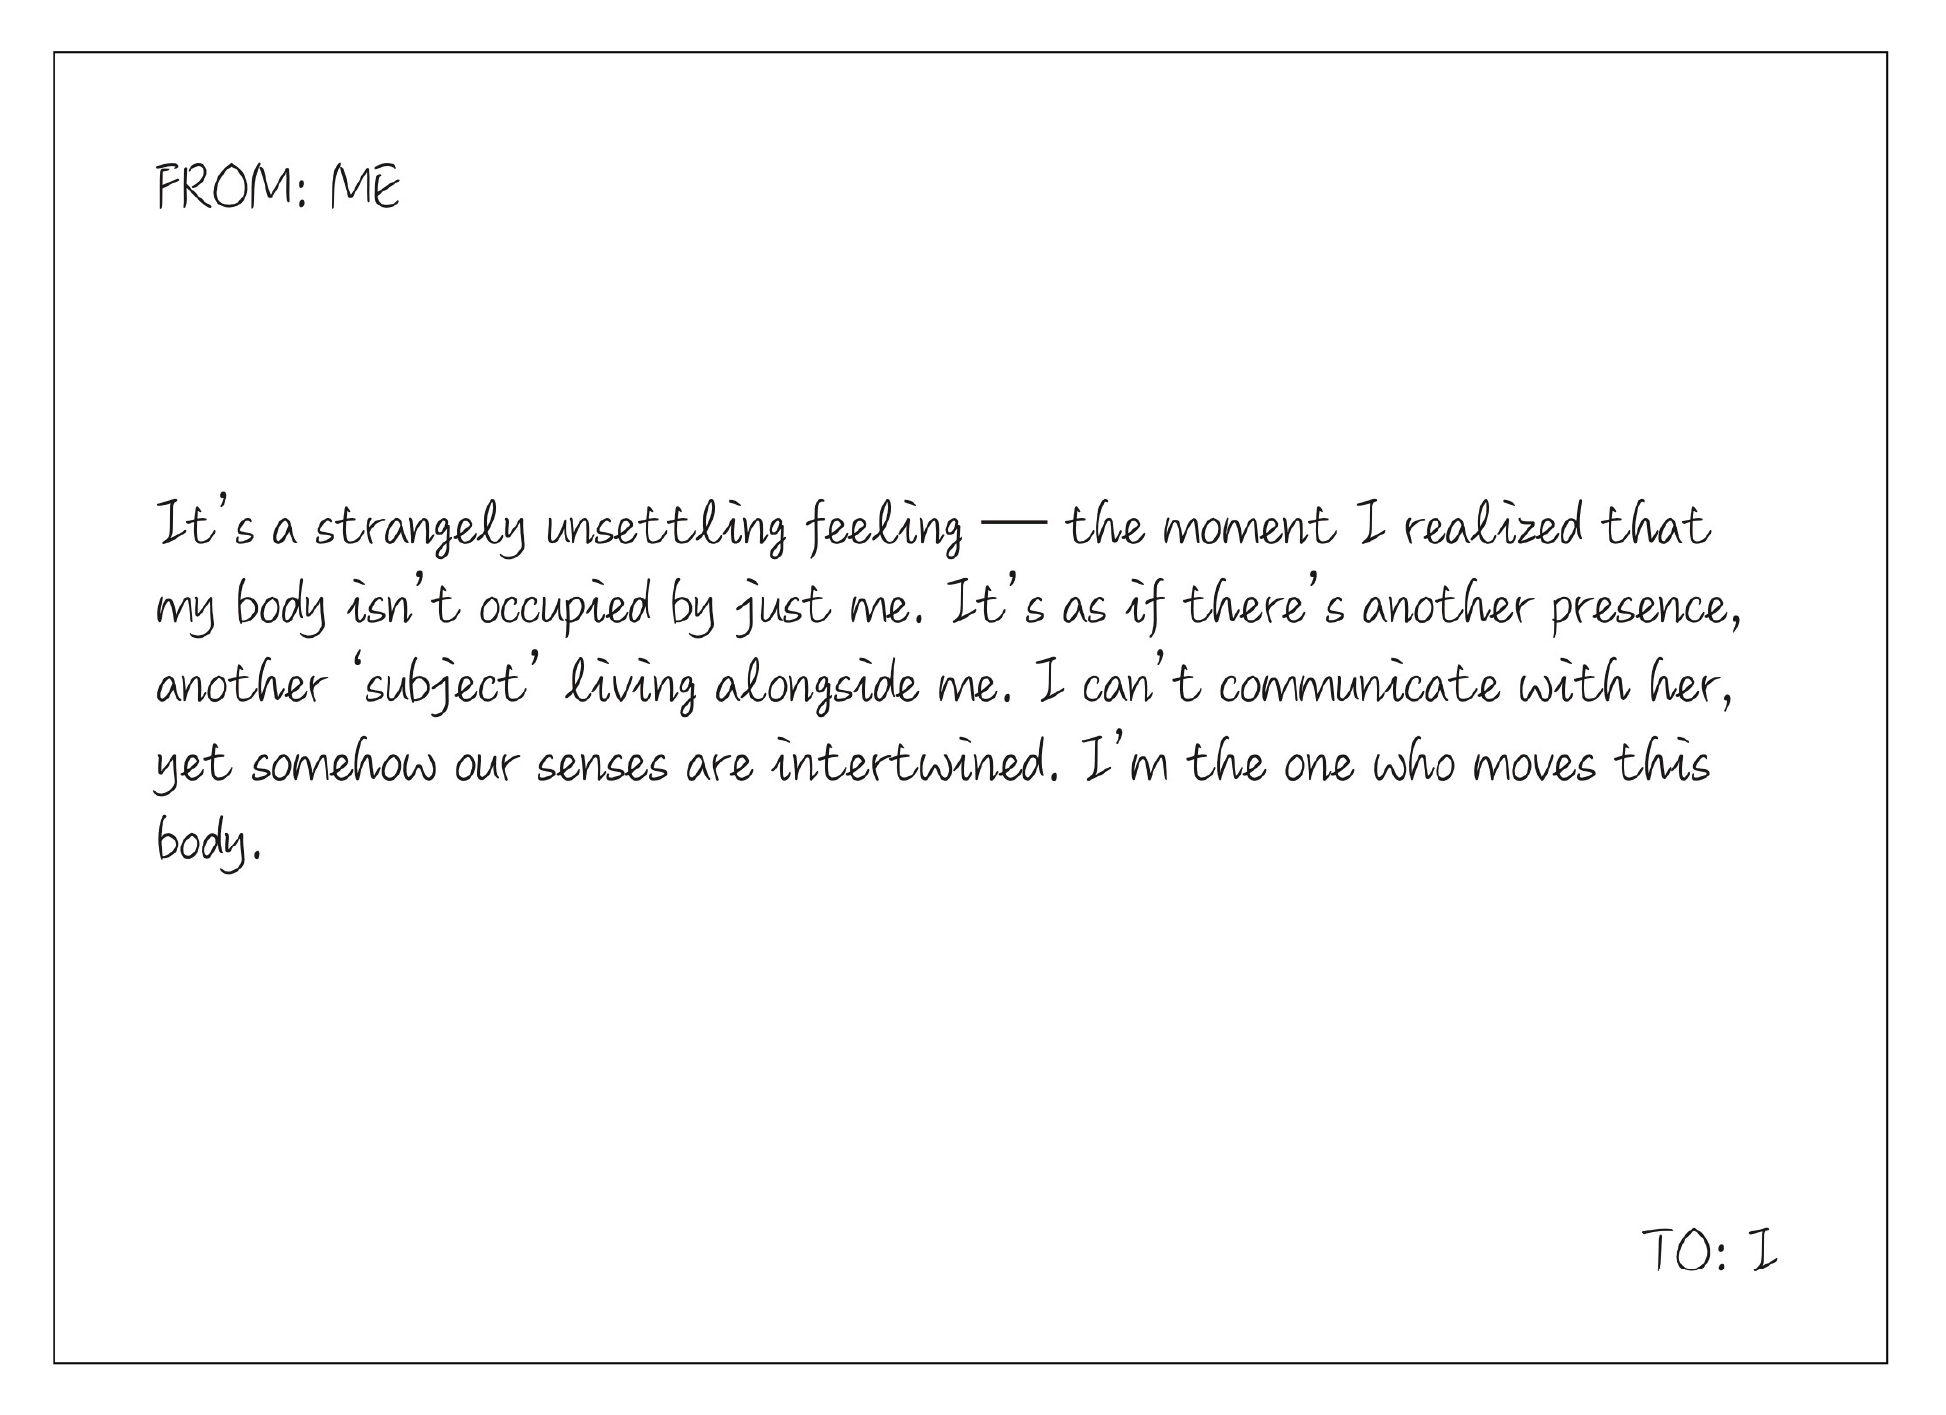 FROM: ME
It’s a strangely unsettling feeling — the moment I realized that
my body isn’t occupied by just me. It’s as if there’s another presence,
another ‘subject’ living alongside me. I can’t communicate with her,
yet somehow our senses are intertwined. I’m the one who moves this
body.
TO: I